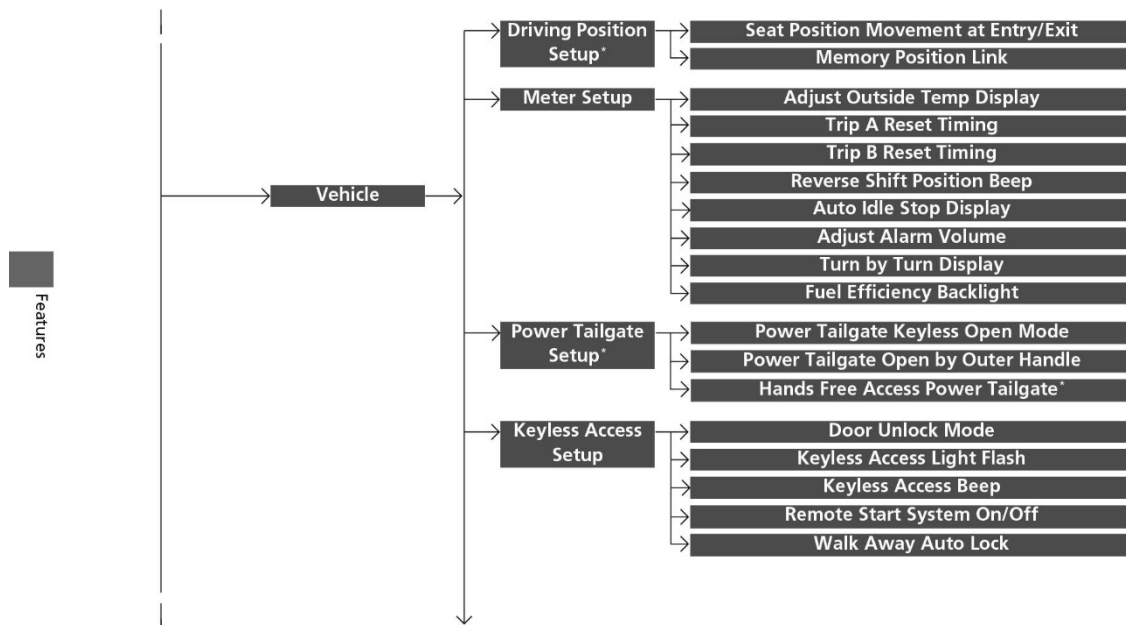 Driving Position
Setup*
Seat Position Movement at Entry/Exit
Memory Position Link
Meter Setup
Adjust Outside Temp Display
Trip A Reset Timing
Trip B Reset Timing
Vehicle
Reverse Shift Position Beep
Auto Idle Stop Display
Adjust Alarm Volume
Turn by Turn Display
Fuel Efficiency Backlight
Features
Power Tailgate
Setup*
Power Tailgate Keyless Open Mode
Power Tailgate Open by Outer Handle
Hands Free Access Power Tailgate*
Keyless Access
Setup
Door Unlock Mode
Keyless Access Light Flash
Keyless Access Beep
Remote Start System On/Off
Walk Away Auto Lock